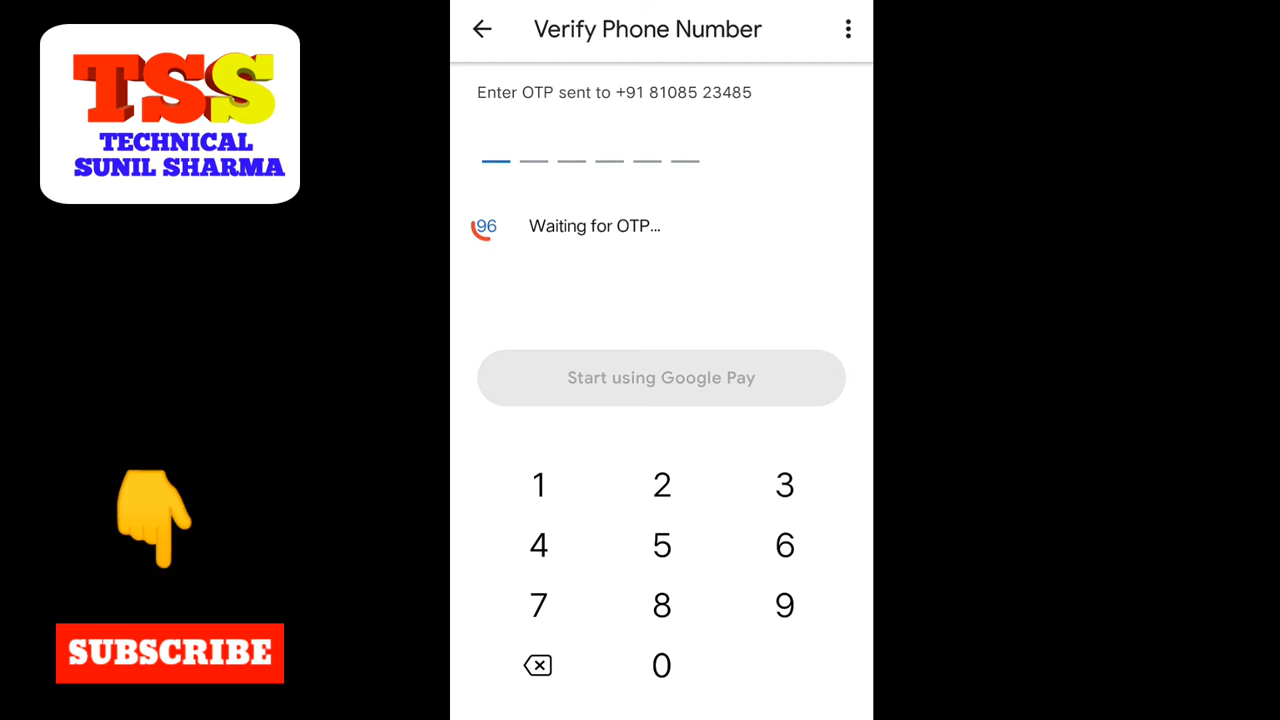 TSS
TECHNICAL
SUNIL SHARMA
SUBSCRIBE
Verify Phone Number
Enter OTP sent to +91 81085 23485
96 Waiting for OTP...
Start using Google Pay
1 2 3
4 5 6
7 8 9
0